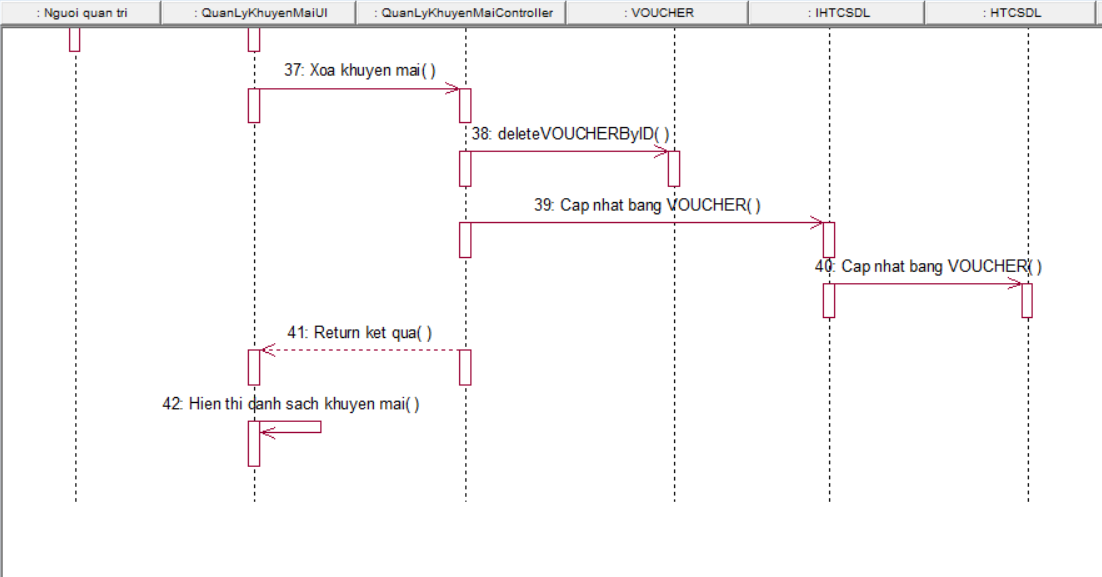 : Nguoi quan tri
: QuanLyKhuyenMaiUI
: QuanLyKhuyenMaiController
: VOUCHER
: IHTCSDL
: HTCSDL
37: Xoa khuyen mai( )
38: deleteVOUCHERByID( )
39: Cap nhat bang VOUCHER( )
40: Cap nhat bang VOUCHER( )
41: Return ket qua( )
42: Hien thi danh sach khuyen mai( )